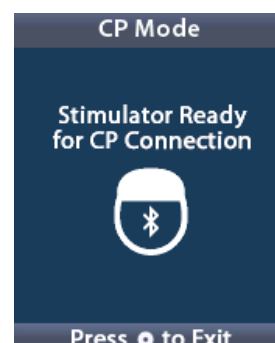 CP Mode
Stimulator Ready
for CP Connection
Press to Exit